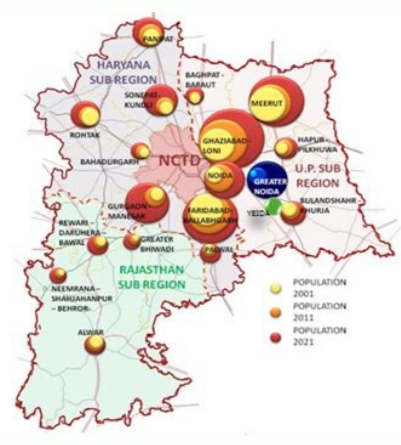 PANIPAT
HARYANA
SUB REGION
BAGHPAT-
BARAUT
SONEPAT-
KUNDLI
MEERUT
ROHTAK
GHAZIABAD-
LONI
HAPUR-
PILKHUWA
BAHADURGARH
NCTD
U.P. SUB
REGION
NOIDA
GREATER
NOIDA
GURGAON-
MANESAR
FARIDABAD-
BALLABHGARH
YEIDA
BULANDSHAHR
KHURJA
REWARI –
DARUHERA–
BAWAL
GREATER
BHIWADI
PALWAL
RAJASTHAN
SUB REGION
NEEMRANA –
SHAHJAHANPUR
– BEHROR-
ALWAR
POPULATION
2001
POPULATION
2011
POPULATION
2021